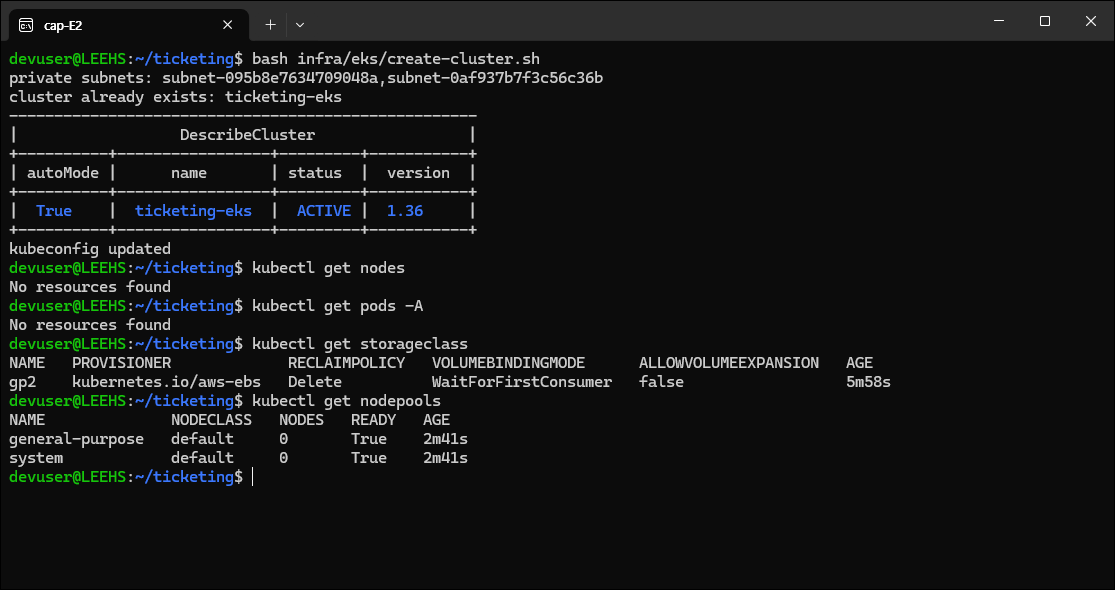 cap-E2
devuser@LEEHS:~/ticketing$ bash infra/eks/create-cluster.sh
private subnets: subnet-095b8e7634709048a,subnet-0af937b7f3c56c36b
cluster already exists: ticketing-eks
----------------------------------------------------
|                  DescribeCluster                 |
+----------+-----------------+---------+-----------+
| autoMode |      name       | status  |  version  |
+----------+-----------------+---------+-----------+
|  True    |  ticketing-eks  |  ACTIVE |  1.36     |
+----------+-----------------+---------+-----------+
kubeconfig updated
devuser@LEEHS:~/ticketing$ kubectl get nodes
No resources found
devuser@LEEHS:~/ticketing$ kubectl get pods -A
No resources found
devuser@LEEHS:~/ticketing$ kubectl get storageclass
NAME   PROVISIONER             RECLAIMPOLICY   VOLUMEBINDINGMODE      ALLOWVOLUMEEXPANSION   AGE
gp2    kubernetes.io/aws-ebs   Delete          WaitForFirstConsumer   false                  5m58s
devuser@LEEHS:~/ticketing$ kubectl get nodepools
NAME              NODECLASS   NODES   READY   AGE
general-purpose   default     0       True    2m41s
system            default     0       True    2m41s
devuser@LEEHS:~/ticketing$